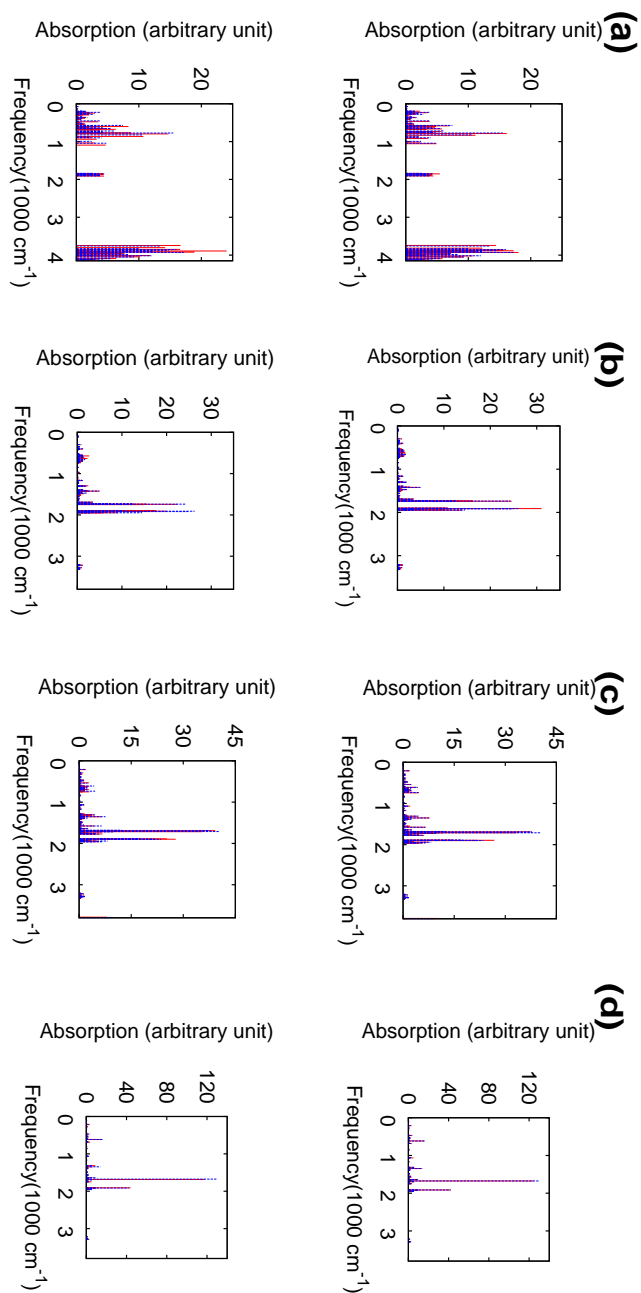 (a)
Absorption (arbitrary unit)
0 10 20
0 1 2 3 4
Frequency(1000 cm⁻¹)
Absorption (arbitrary unit)
0 10 20
0 1 2 3 4
Frequency(1000 cm⁻¹)
(b)
Absorption (arbitrary unit)
0 10 20 30
0 1 2 3
Frequency(1000 cm⁻¹)
Absorption (arbitrary unit)
0 10 20 30
0 1 2 3
Frequency(1000 cm⁻¹)
(c)
Absorption (arbitrary unit)
0 15 30 45
0 1 2 3
Frequency(1000 cm⁻¹)
Absorption (arbitrary unit)
0 15 30 45
0 1 2 3
Frequency(1000 cm⁻¹)
(d)
Absorption (arbitrary unit)
0 40 80 120
0 1 2 3
Frequency(1000 cm⁻¹)
Absorption (arbitrary unit)
0 40 80 120
0 1 2 3
Frequency(1000 cm⁻¹)